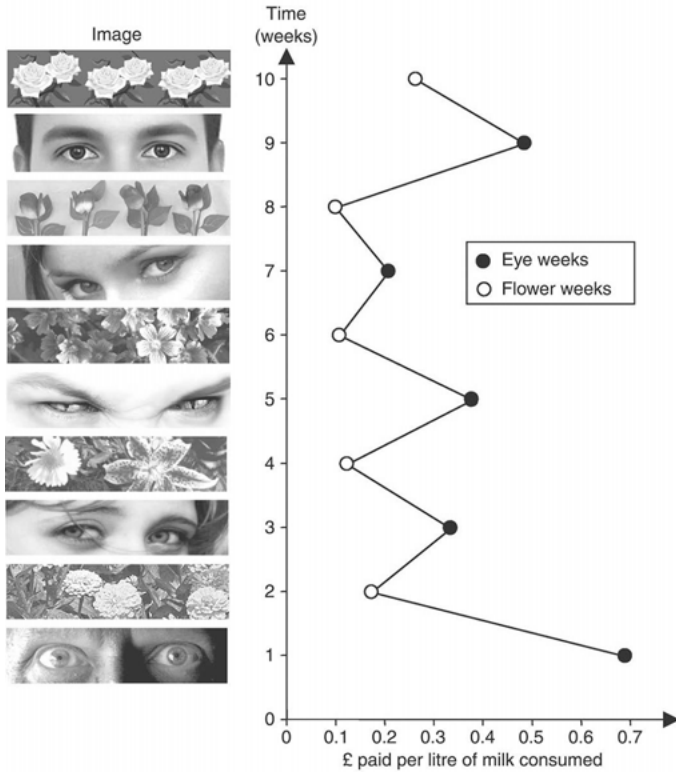 Image
Time
(weeks)
10
9
8
7
6
5
4
3
2
1
0
Eye weeks
Flower weeks
0 0.1 0.2 0.3 0.4 0.5 0.6 0.7
£ paid per litre of milk consumed